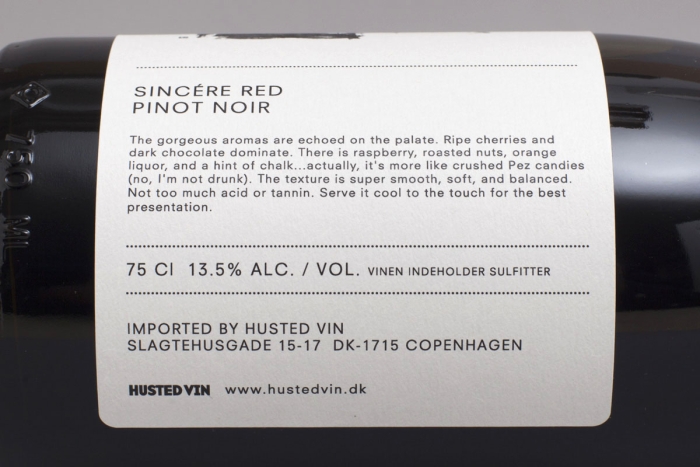 SINCÉRE RED
PINOT NOIR
The gorgeous aromas are echoed on the palate. Ripe cherries and
dark chocolate dominate. There is raspberry, roasted nuts, orange
liquor, and a hint of chalk...actually, it's more like crushed Pez candies
(no, I'm not drunk). The texture is super smooth, soft, and balanced.
Not too much acid or tannin. Serve it cool to the touch for the best
presentation.
75 Cl 13.5% ALC. / VOL. VINEN INDEHOLDER SULFITTER
IMPORTED BY HUSTED VIN
SLAGTEHUSGADE 15-17 DK-1715 COPENHAGEN
HUSTED VIN www.hustedvin.dk
750 ML